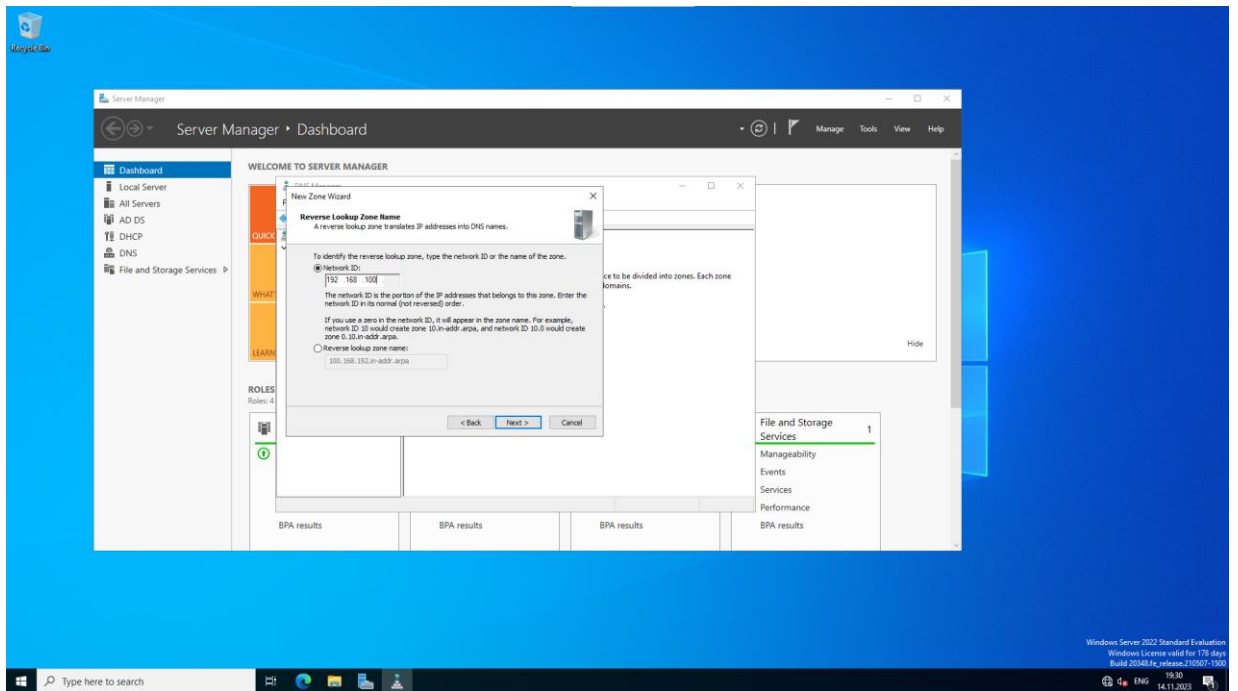 Recycle Bin
Server Manager
Server Manager • Dashboard
Manage Tools View Help
Dashboard
Local Server
All Servers
AD DS
DHCP
DNS
File and Storage Services
WELCOME TO SERVER MANAGER
QUICK
WHAT'
LEARN
DNS Manager
New Zone Wizard
Reverse Lookup Zone Name
A reverse lookup zone translates IP addresses into DNS names.
To identify the reverse lookup zone, type the network ID or the name of the zone.
Network ID:
192 .168 .100 .
The network ID is the portion of the IP addresses that belongs to this zone. Enter the
network ID in its normal (not reversed) order.
If you use a zero in the network ID, it will appear in the zone name. For example,
network ID 10 would create zone 10.in-addr.arpa, and network ID 10.0 would create
zone 0.10.in-addr.arpa.
Reverse lookup zone name:
100.168.192.in-addr.arpa
< Back Next > Cancel
ce to be divided into zones. Each zone
domains.
Hide
ROLES
Roles: 4
File and Storage
Services 1
Manageability
Events
Services
Performance
BPA results BPA results BPA results BPA results
Windows Server 2022 Standard Evaluation
Windows License valid for 178 days
Build 20348.fe_release.210507-1500
Type here to search
ENG
19:30
14.11.2023